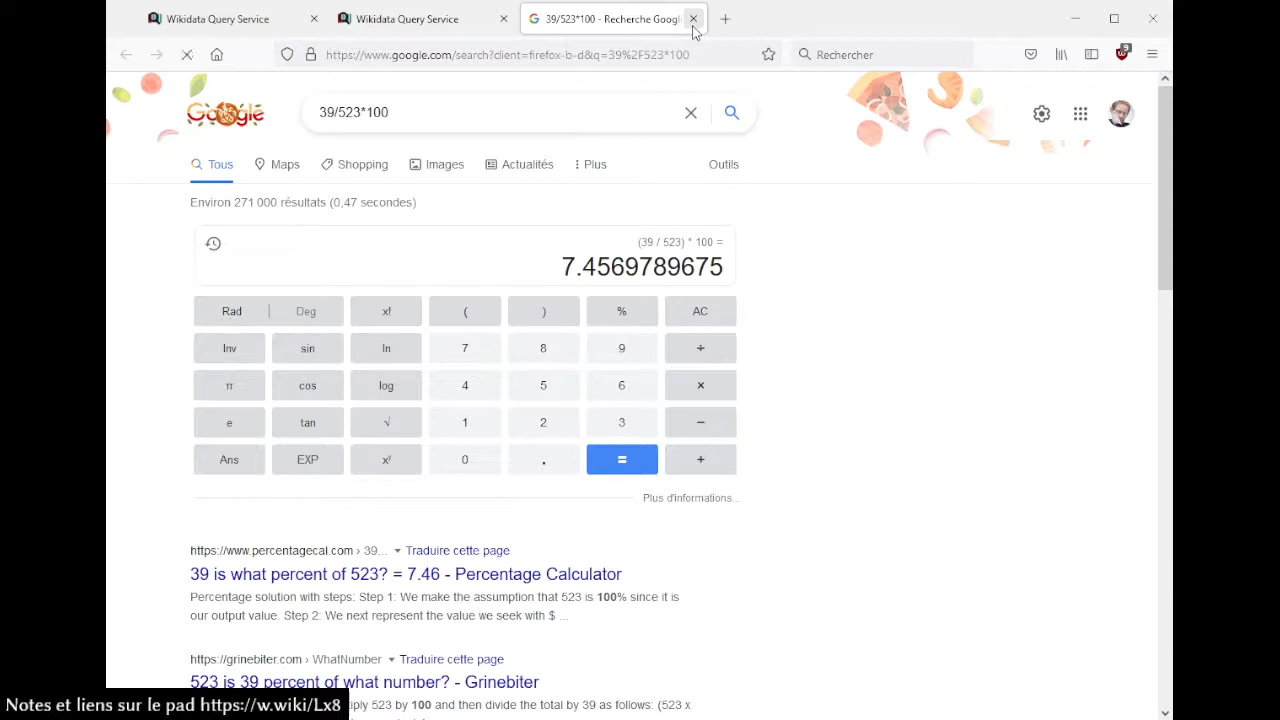 Wikidata Query Service
Wikidata Query Service
39/523*100 - Recherche Googl
https://www.google.com/search?client=firefox-b-d&q=39%2F523*100
Rechercher
9
Google
39/523*100
Tous
Maps
Shopping
Images
Actualités
Plus
Outils
Environ 271 000 résultats (0,47 secondes)
(39 / 523) * 100 =
7.4569789675
Rad
Deg
x!
(
)
%
AC
Inv
sin
ln
7
8
9
÷
π
cos
log
4
5
6
×
e
tan
√
1
2
3
−
Ans
EXP
0
.
=
+
Plus d'informations...
https://www.percentagecal.com › 39... Traduire cette page
39 is what percent of 523? = 7.46 - Percentage Calculator
Percentage solution with steps: Step 1: We make the assumption that 523 is 100% since it is
our output value. Step 2: We next represent the value we seek with $ ...
https://grinebiter.com › WhatNumber Traduire cette page
523 is 39 percent of what number? - Grinebiter
ply 523 by 100 and then divide the total by 39 as follows: (523 x
Notes et liens sur le pad https://w.wiki/Lx8